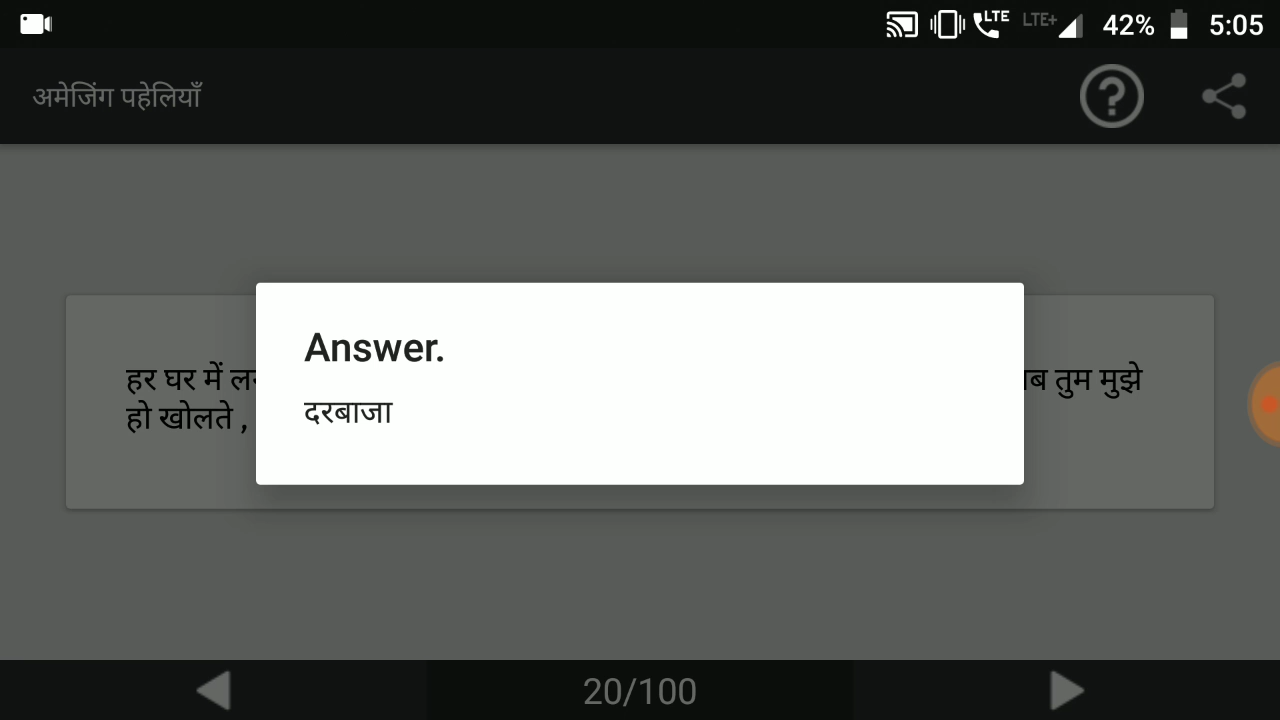 LTE LTE+ 42% 5:05
अमेजिंग पहेलियाँ
Answer.
हर घर में तुम मुझे
दरबाजा
हो खोलते ,
20/100